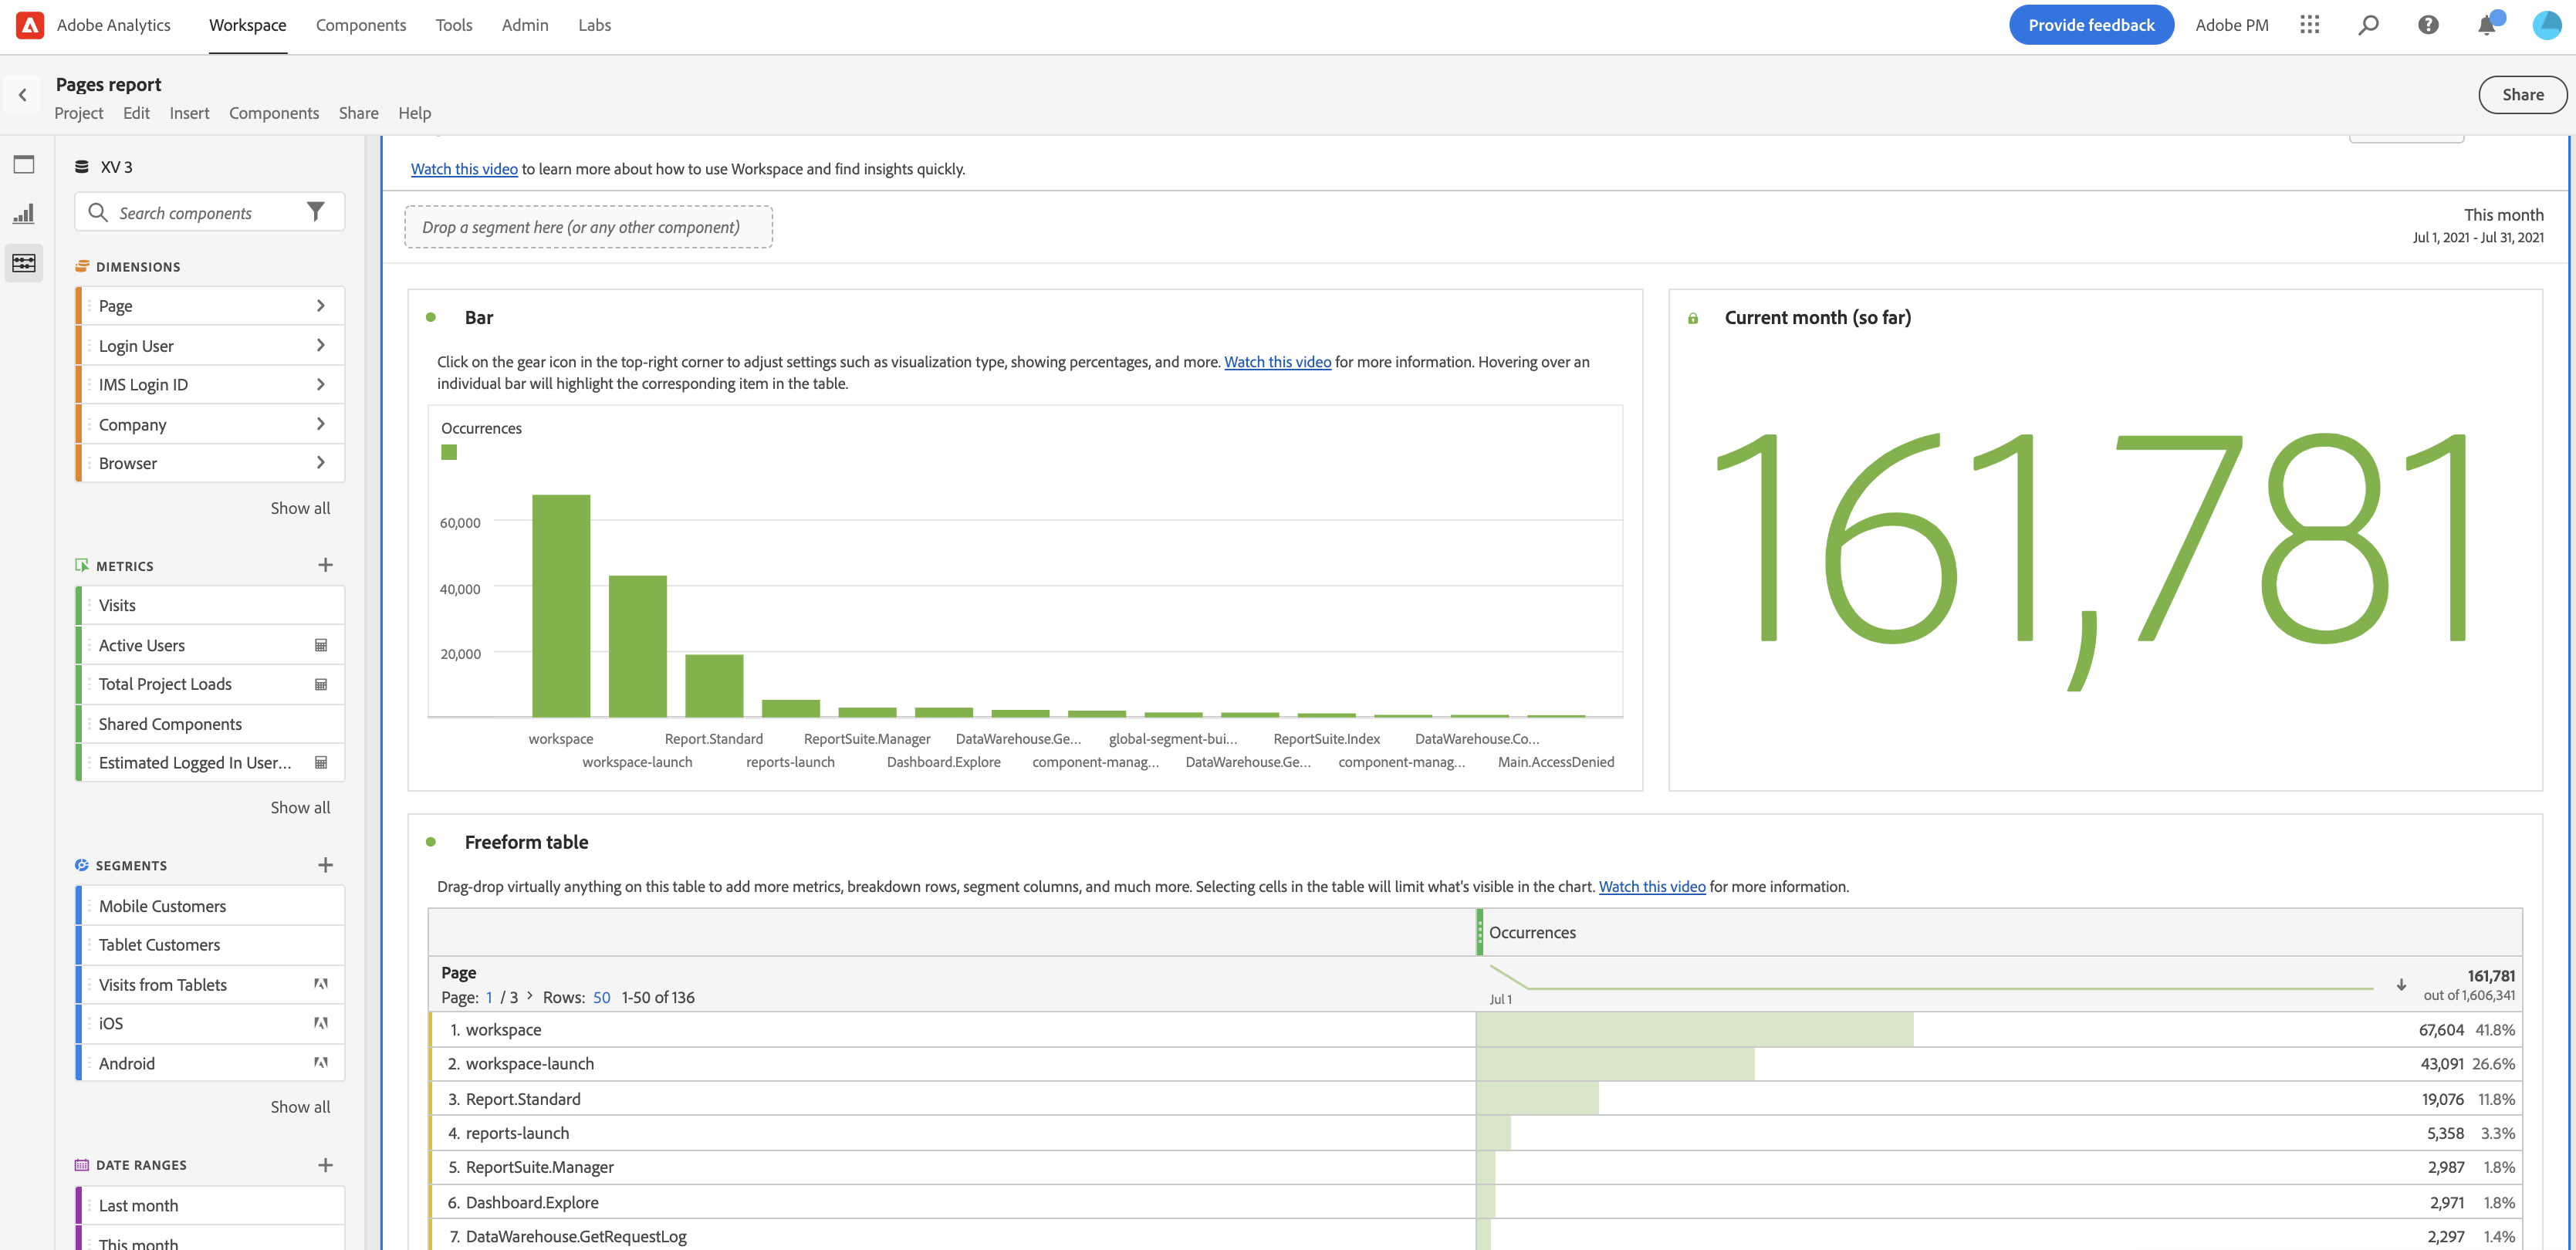 Adobe Analytics Workspace Components Tools Admin Labs Provide feedback Adobe PM
Pages report
Project Edit Insert Components Share Help
Share
XV 3
Search components
DIMENSIONS
Page
Login User
IMS Login ID
Company
Browser
Show all
METRICS
Visits
Active Users
Total Project Loads
Shared Components
Estimated Logged In User...
Show all
SEGMENTS
Mobile Customers
Tablet Customers
Visits from Tablets
iOS
Android
Show all
DATE RANGES
Last month
This month
Watch this video to learn more about how to use Workspace and find insights quickly.
Drop a segment here (or any other component)
This month
Jul 1, 2021 - Jul 31, 2021
Bar
Click on the gear icon in the top-right corner to adjust settings such as visualization type, showing percentages, and more. Watch this video for more information. Hovering over an
individual bar will highlight the corresponding item in the table.
Occurrences
60,000
40,000
20,000
workspace Report.Standard ReportSuite.Manager DataWarehouse.Ge... global-segment-bui... ReportSuite.Index DataWarehouse.Co...
workspace-launch reports-launch Dashboard.Explore component-manag... DataWarehouse.Ge... component-manag... Main.AccessDenied
Current month (so far)
161,781
Freeform table
Drag-drop virtually anything on this table to add more metrics, breakdown rows, segment columns, and much more. Selecting cells in the table will limit what's visible in the chart. Watch this video for more information.
Occurrences
Page
Page: 1 / 3 > Rows: 50 1-50 of 136
Jul 1
161,781
out of 1,606,341
1. workspace 67,604 41.8%
2. workspace-launch 43,091 26.6%
3. Report.Standard 19,076 11.8%
4. reports-launch 5,358 3.3%
5. ReportSuite.Manager 2,987 1.8%
6. Dashboard.Explore 2,971 1.8%
7. DataWarehouse.GetRequestLog 2,297 1.4%